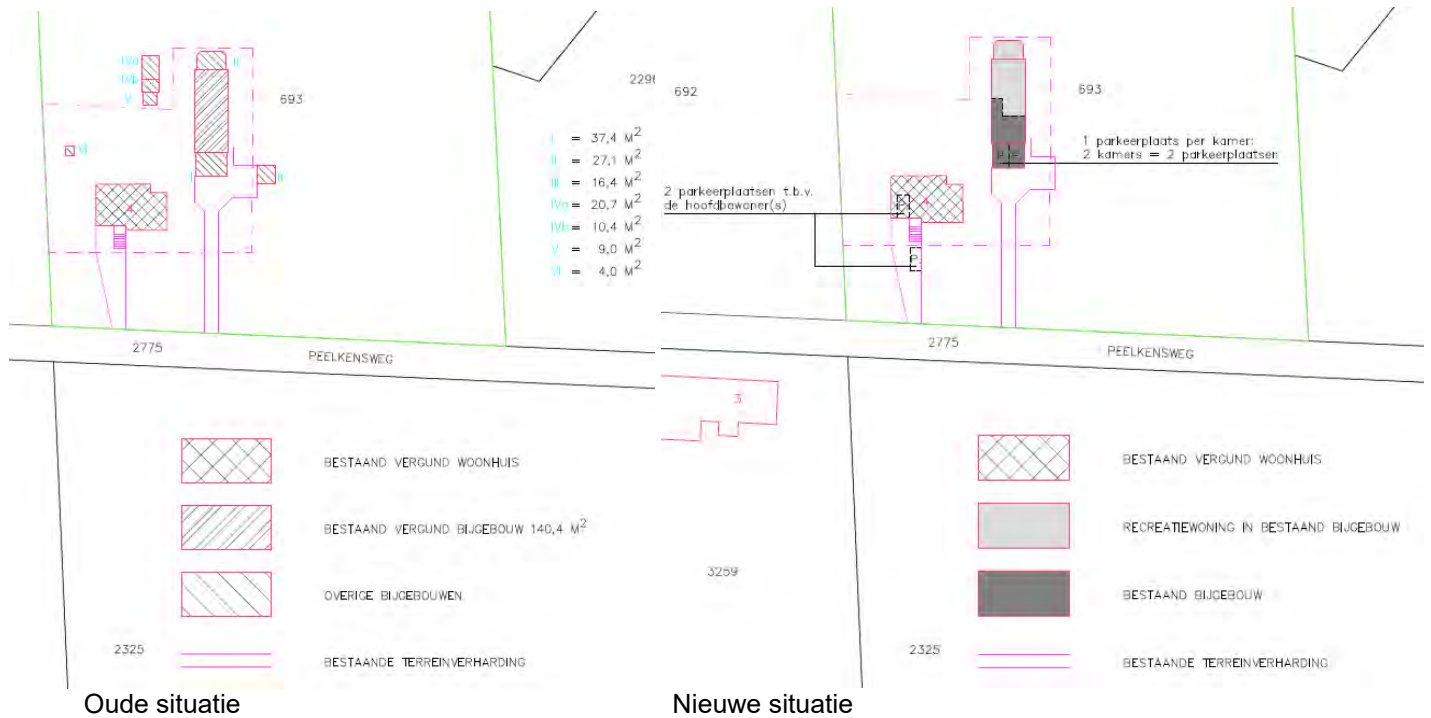 IVa
IVb
V
II
693
VI
I
III
4
229
I = 37,4 M²
II = 27,1 M²
III = 16,4 M²
IVa = 20,7 M²
IVb = 10,4 M²
V = 9,0 M²
VI = 4,0 M²
2775
PEELKENSWEG
BESTAAND VERGUND WOONHUIS
BESTAAND VERGUND BIJGEBOUW 140,4 M²
OVERIGE BIJGEBOUWEN
2325
BESTAANDE TERREINVERHARDING
Oude situatie
692
693
1 parkeerplaats per kamer:
2 kamers = 2 parkeerplaatsen
P P
2 parkeerplaatsen t.b.v.
de hoofdbewoner(s)
P
4
P
2775
PEELKENSWEG
3
BESTAAND VERGUND WOONHUIS
RECREATIEWONING IN BESTAAND BIJGEBOUW
3259
BESTAAND BIJGEBOUW
2325
BESTAANDE TERREINVERHARDING
Nieuwe situatie